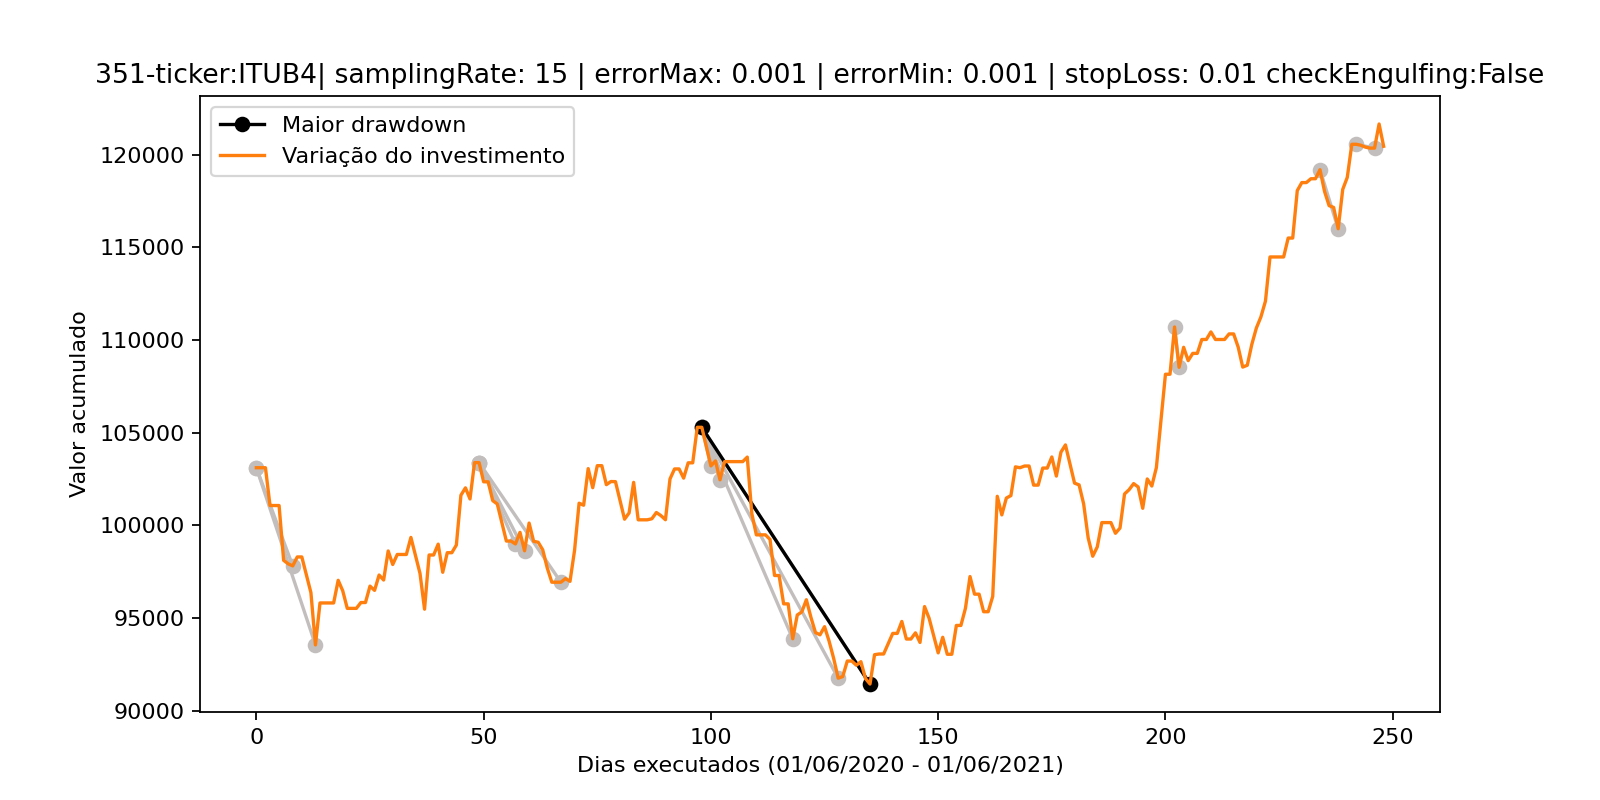 351-ticker:ITUB4| samplingRate: 15 | errorMax: 0.001 | errorMin: 0.001 | stopLoss: 0.01 checkEngulfing:False
Maior drawdown
Variação do investimento
120000
115000
110000
105000
100000
95000
90000
Valor acumulado
0 50 100 150 200 250
Dias executados (01/06/2020 - 01/06/2021)